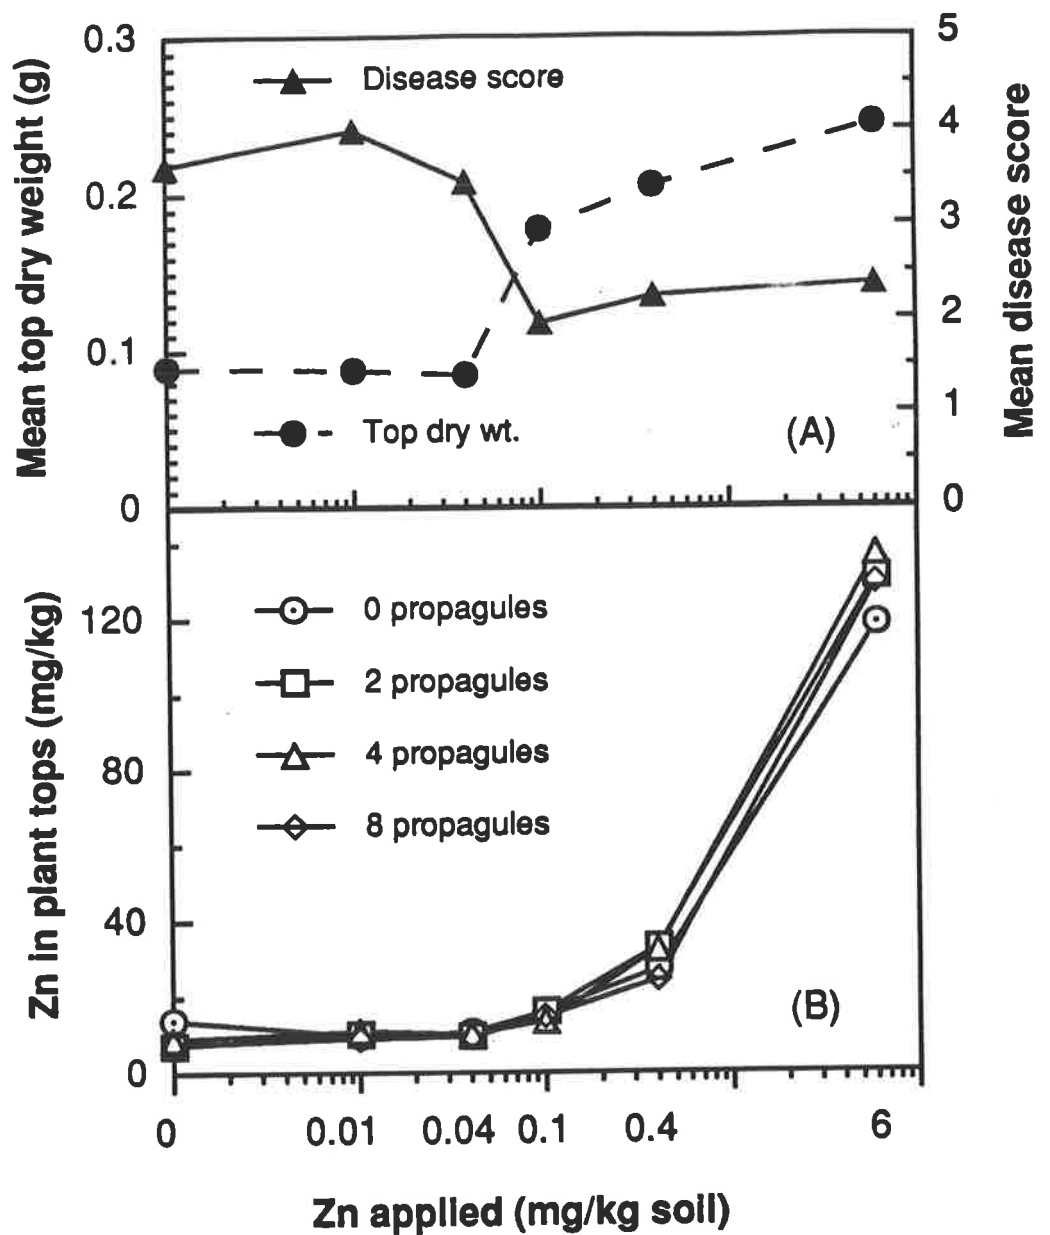 0.3
0.2
0.1
0
Mean top dry weight (g)
Disease score
Top dry wt.
(A)
5
4
3
2
1
0
Mean disease score
120
80
40
0
Zn in plant tops (mg/kg)
0 propagules
2 propagules
4 propagules
8 propagules
(B)
0 0.01 0.04 0.1 0.4 6
Zn applied (mg/kg soil)